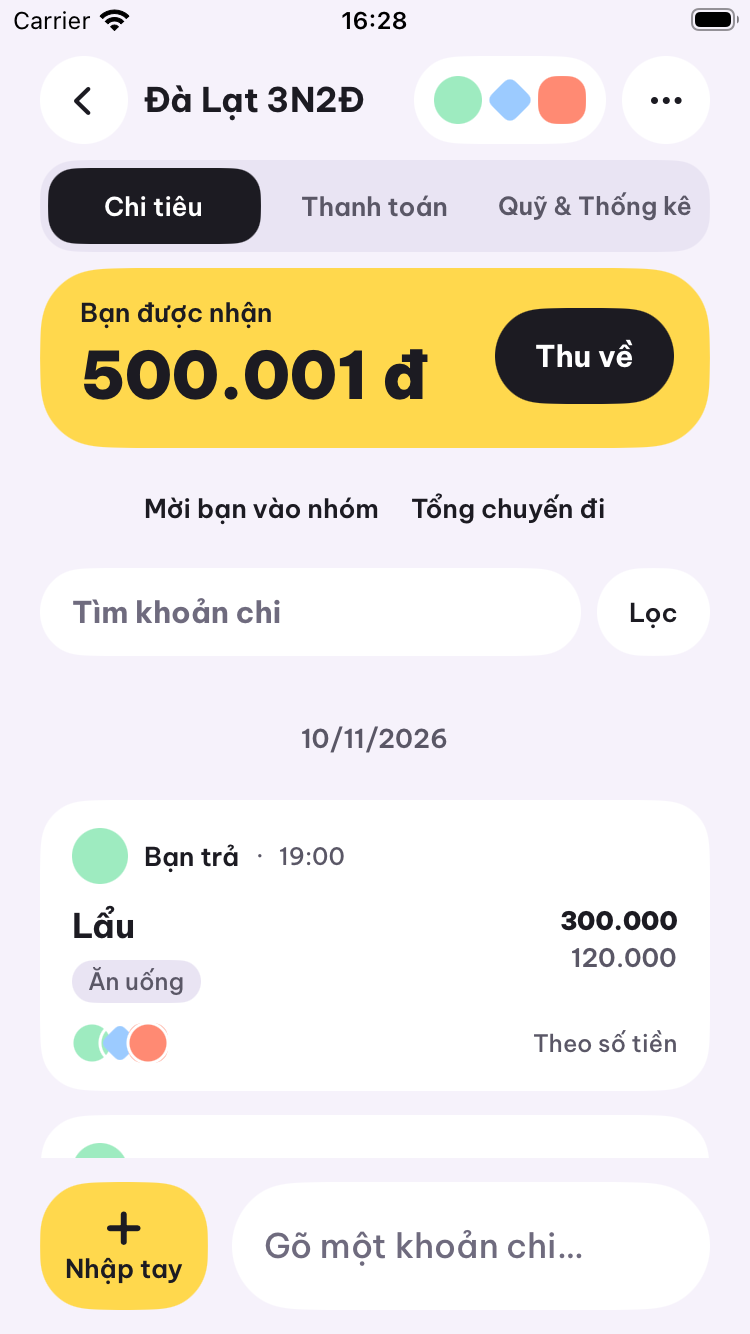 Carrier 16:28
Đà Lạt 3N2Đ
Chi tiêu Thanh toán Quỹ & Thống kê
Bạn được nhận
500.001 đ
Thu về
Mời bạn vào nhóm Tổng chuyến đi
Tìm khoản chi Lọc
10/11/2026
Bạn trả · 19:00
Lẩu 300.000
120.000
Ăn uống
Theo số tiền
Nhập tay
Gõ một khoản chi...